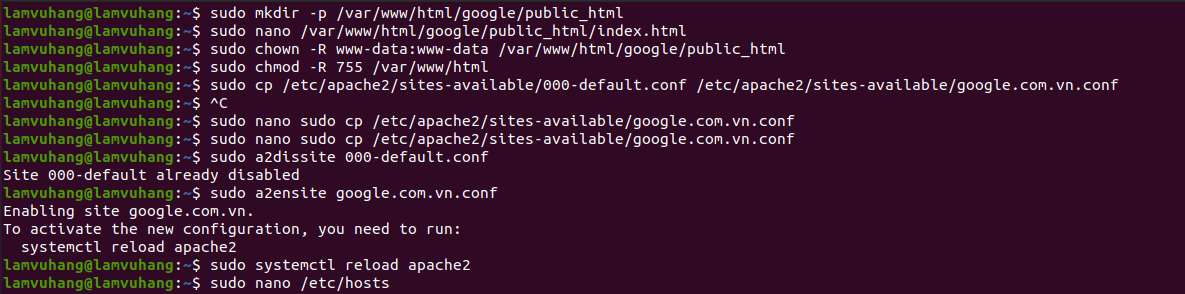 lamvuhang@lamvuhang:~$ sudo mkdir -p /var/www/html/google/public_html
lamvuhang@lamvuhang:~$ sudo nano /var/www/html/google/public_html/index.html
lamvuhang@lamvuhang:~$ sudo chown -R www-data:www-data /var/www/html/google/public_html
lamvuhang@lamvuhang:~$ sudo chmod -R 755 /var/www/html
lamvuhang@lamvuhang:~$ sudo cp /etc/apache2/sites-available/000-default.conf /etc/apache2/sites-available/google.com.vn.conf
lamvuhang@lamvuhang:~$ ^C
lamvuhang@lamvuhang:~$ sudo nano sudo cp /etc/apache2/sites-available/google.com.vn.conf
lamvuhang@lamvuhang:~$ sudo nano sudo cp /etc/apache2/sites-available/google.com.vn.conf
lamvuhang@lamvuhang:~$ sudo a2dissite 000-default.conf
Site 000-default already disabled
lamvuhang@lamvuhang:~$ sudo a2ensite google.com.vn.conf
Enabling site google.com.vn.
To activate the new configuration, you need to run:
  systemctl reload apache2
lamvuhang@lamvuhang:~$ sudo systemctl reload apache2
lamvuhang@lamvuhang:~$ sudo nano /etc/hosts